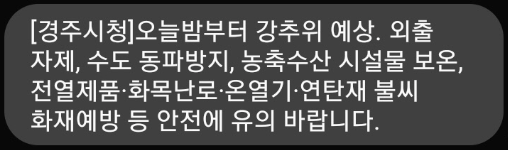 [경주시청]오늘밤부터 강추위 예상. 외출
자제, 수도 동파방지, 농축수산 시설물 보온,
전열제품·화목난로·온열기·연탄재 불씨
화재예방 등 안전에 유의 바랍니다.